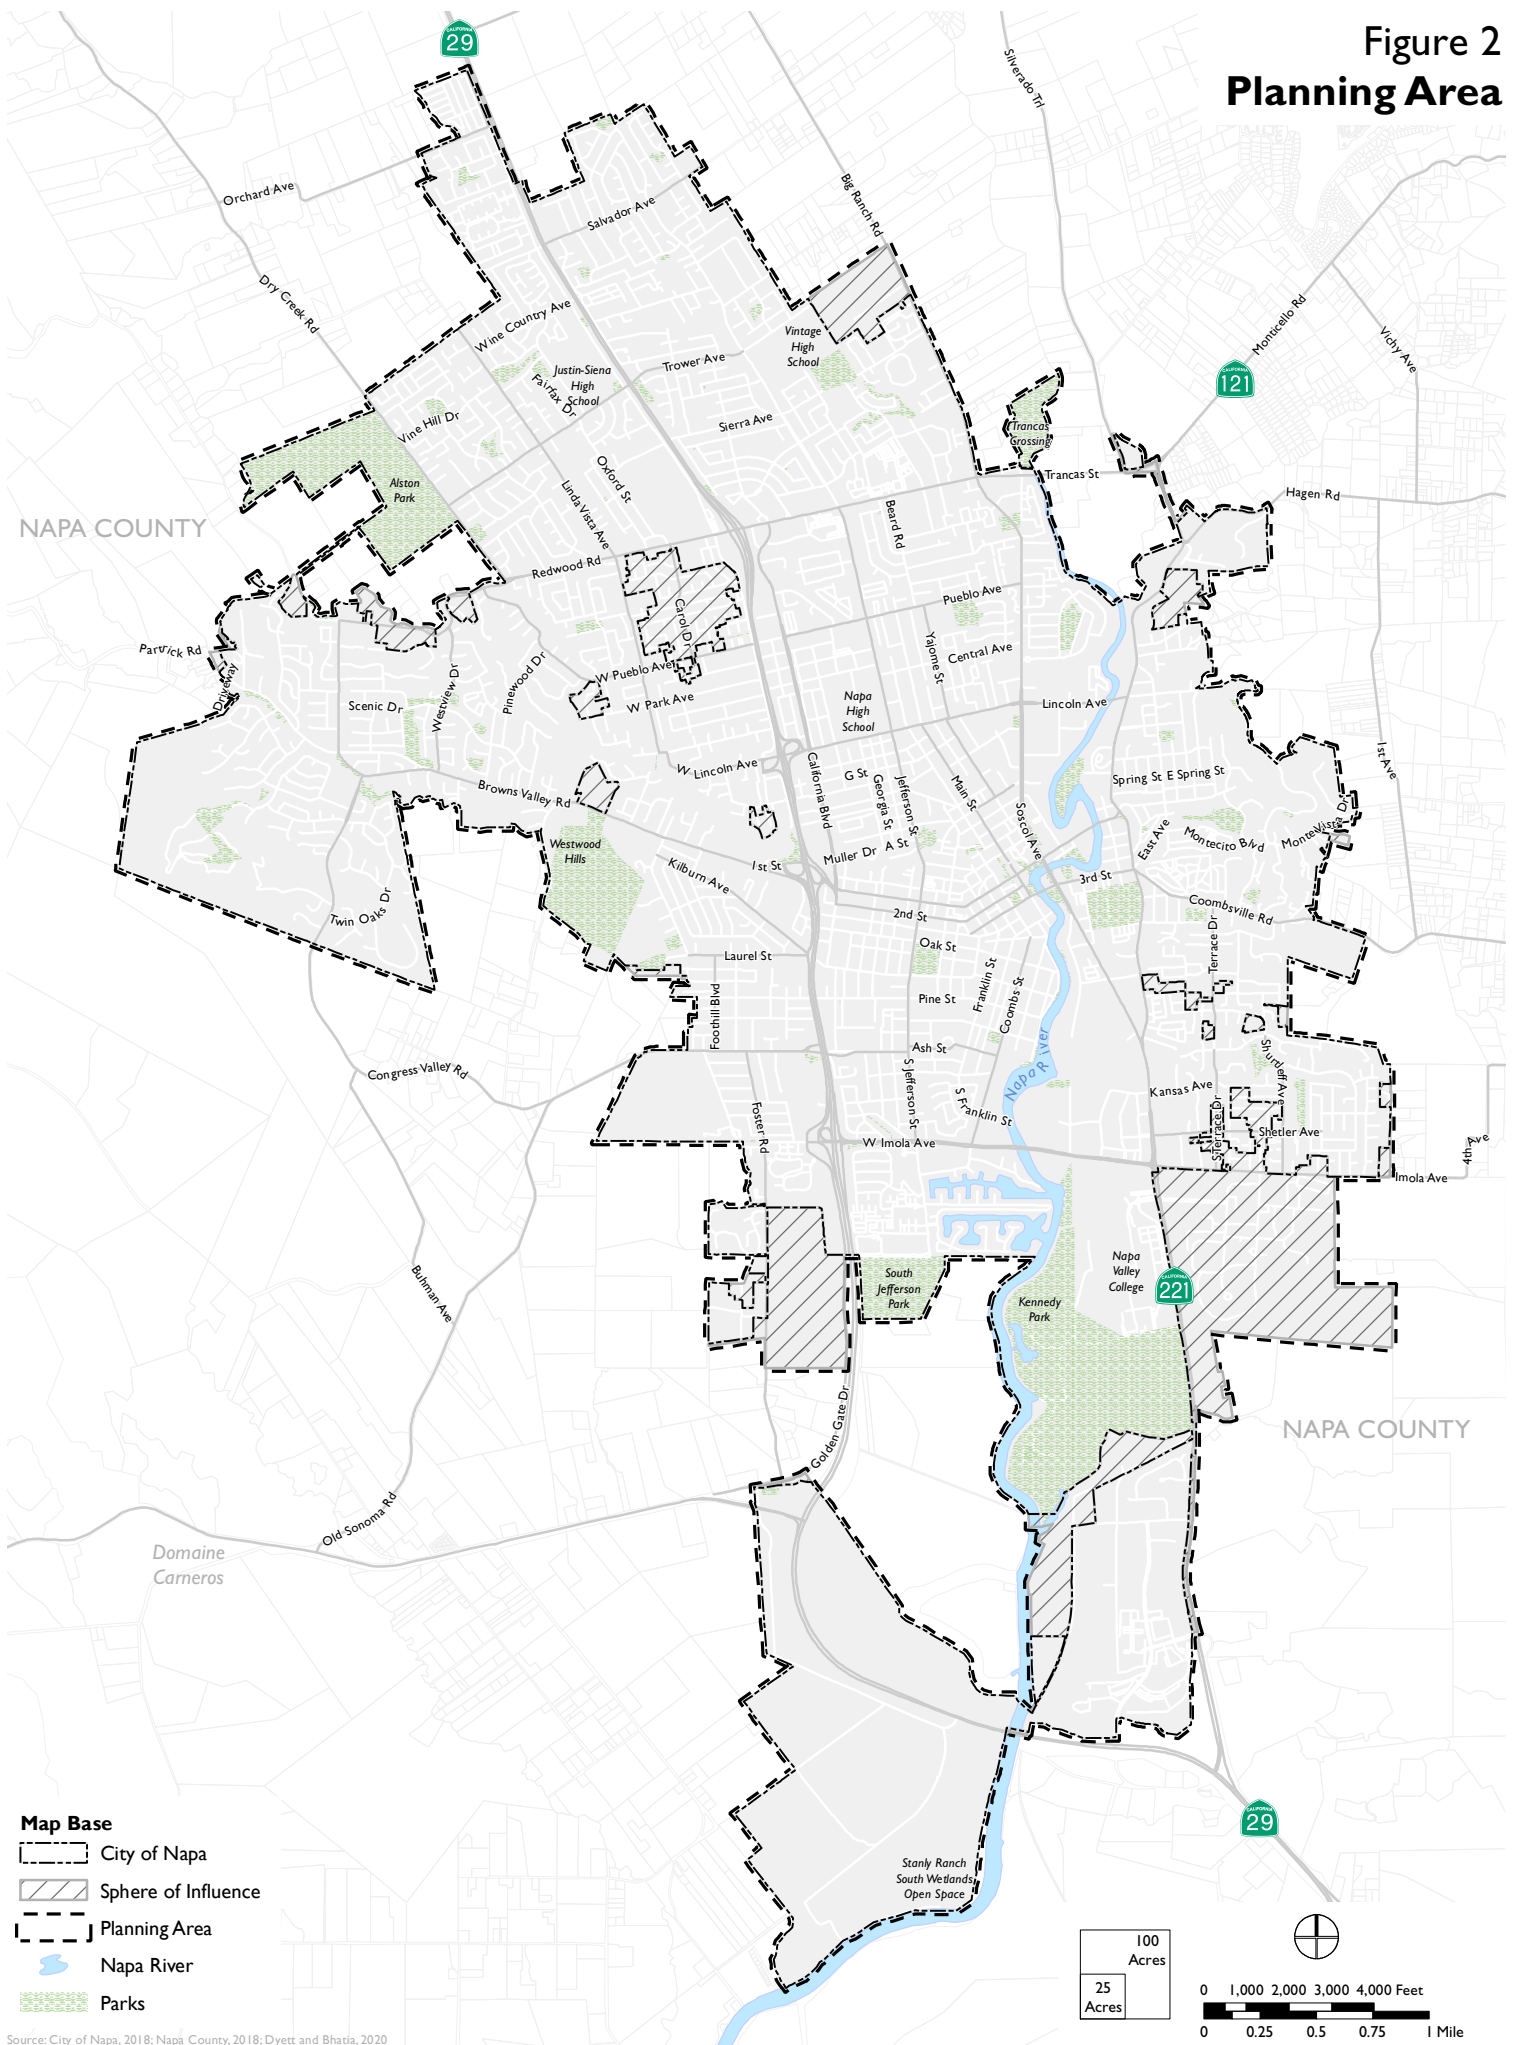 Figure 2
Planning Area
CALIFORNIA
29
Silverado Trl
Big Ranch Rd
Orchard Ave
Salvador Ave
Dry Creek Rd
Wine Country Ave
Monticello Rd
Vichy Ave
Vintage
High
School
Trower Ave
Justin-Siena
High
School
Fairfax Dr
CALIFORNIA
121
Vine Hill Dr
Sierra Ave
Trancas
Crossing
Trancas St
Oxford St
Linda Vista Ave
Alston
Park
Hagen Rd
Beard Rd
NAPA COUNTY
Redwood Rd
Pueblo Ave
Carol Dr
Yajome St
Central Ave
Partrick Rd
Driveway
Westview Dr
Pinewood Dr
W Pueblo Ave
W Park Ave
Scenic Dr
Napa
High
School
Lincoln Ave
1st Ave
W Lincoln Ave
California Blvd
G St
Georgia St
Jefferson St
Main St
Spring St
E Spring St
Browns Valley Rd
Soscol Ave
East Ave
Montecito Blvd
MonteVista Dr
Westwood
Hills
Kilburn Ave
1st St
Muller Dr
A St
3rd St
Twin Oaks Dr
2nd St
Coombsville Rd
Terrace Dr
Oak St
Laurel St
Franklin St
Coombs St
Pine St
Foothill Blvd
Napa River
Ash St
Shurtleff Ave
Congress Valley Rd
S Jefferson St
S Franklin St
Kansas Ave
S Terrace Dr
Foster Rd
Shetler Ave
W Imola Ave
4th Ave
Imola Ave
Napa
Valley
College
CALIFORNIA
221
South
Jefferson
Park
Kennedy
Park
Buhman Ave
Golden Gate Dr
NAPA COUNTY
Old Sonoma Rd
Domaine
Carneros
CALIFORNIA
29
Stanly Ranch
South Wetlands
Open Space
Map Base
City of Napa
Sphere of Influence
Planning Area
Napa River
Parks
100
Acres
25
Acres
0 1,000 2,000 3,000 4,000 Feet
0 0.25 0.5 0.75 1 Mile
Source: City of Napa, 2018; Napa County, 2018; Dyett and Bhatia, 2020